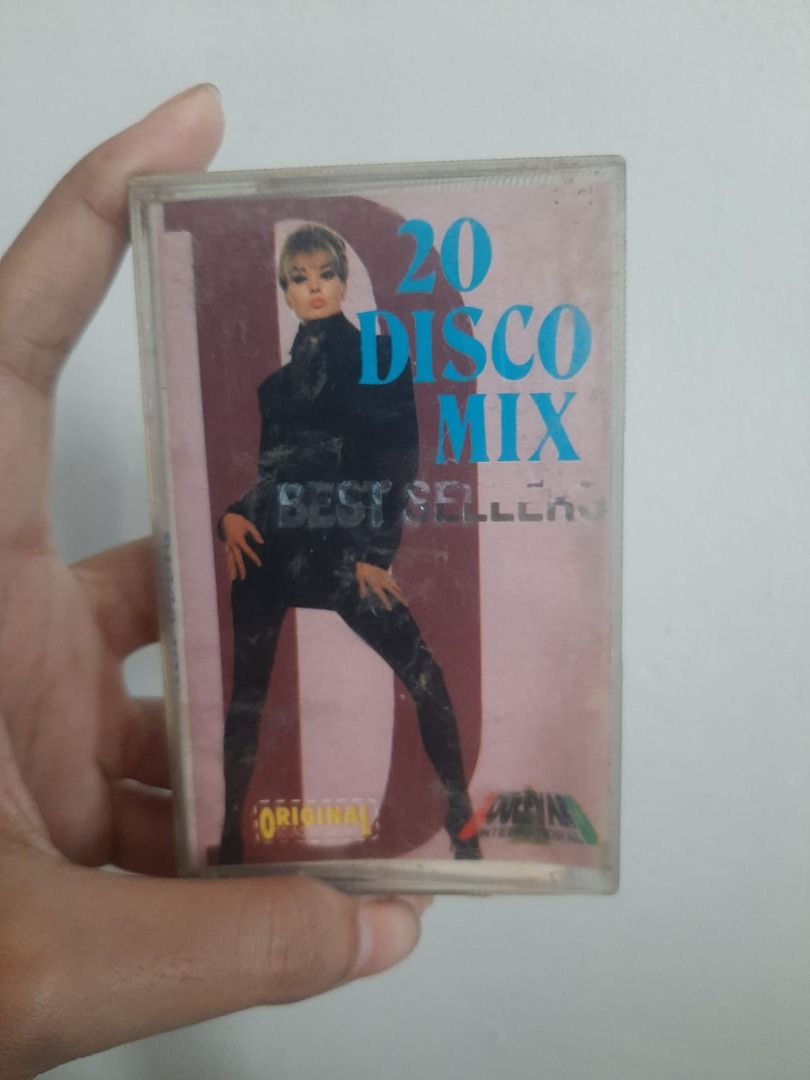 20
DISCO
MIX
BEST SELLERS
ORIGINAL